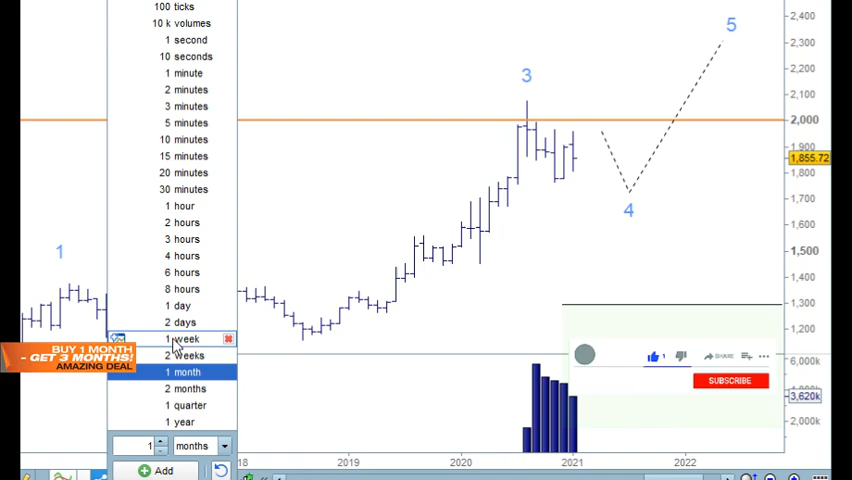 100 ticks
10 k volumes
1 second
10 seconds
1 minute
2 minutes
3 minutes
5 minutes
10 minutes
15 minutes
20 minutes
30 minutes
1 hour
2 hours
3 hours
4 hours
6 hours
8 hours
1 day
2 days
1 week
2 weeks
1 month
2 months
1 quarter
1 year
1 months
Add
BUY 1 MONTH
- GET 3 MONTHS!
AMAZING DEAL
1
3
4
5
2,400
2,300
2,200
2,100
2,000
1,900
1,855.72
1,800
1,700
1,600
1,500
1,400
1,300
1,200
6,000k
3,620k
2,000k
1 SHARE
SUBSCRIBE
18 2019 2020 2021 2022